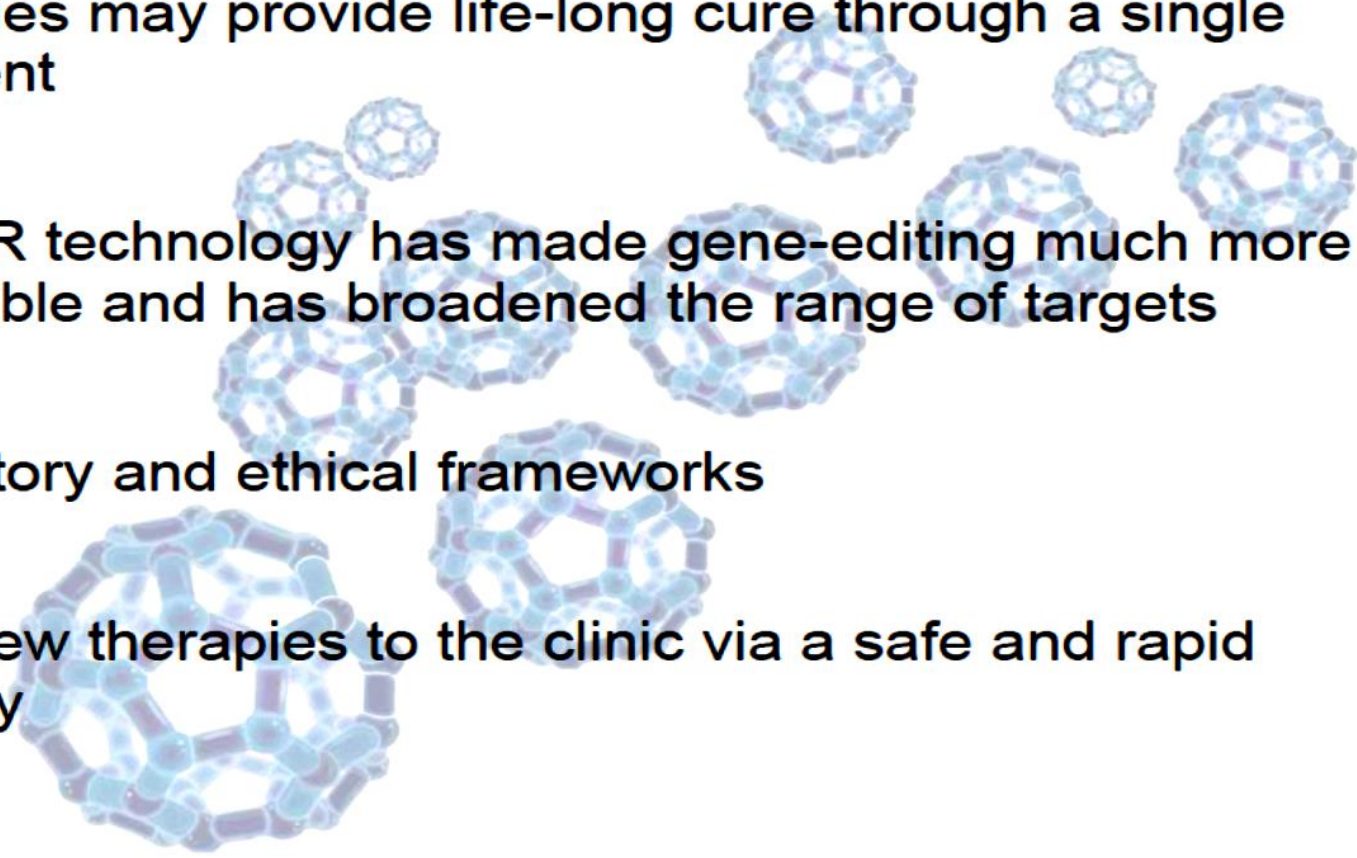 es may provide life-long cure through a single
ent
R technology has made gene-editing much more
ble and has broadened the range of targets
tory and ethical frameworks
ew therapies to the clinic via a safe and rapid
y